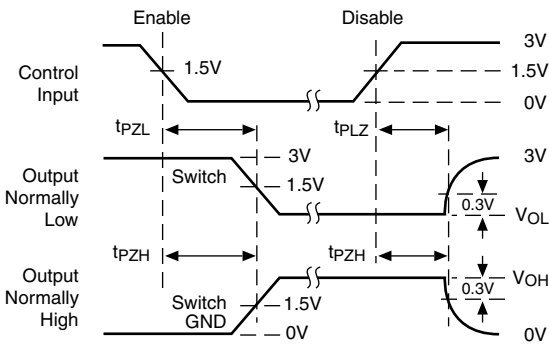 Enable
Disable
3V
Control
Input
1.5V
1.5V
0V
tPZL
tPLZ
Output
Normally
Low
3V
3V
Switch
1.5V
0.3V
VOL
tPZH
tPZH
Output
Normally
High
VOH
0.3V
Switch
GND
1.5V
0V
0V